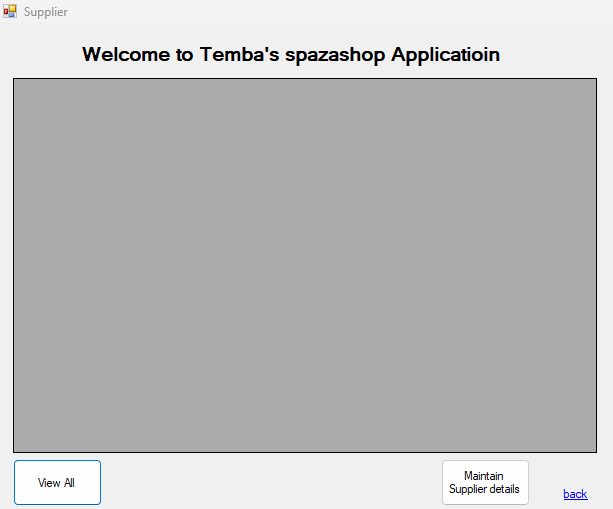 Supplier
Welcome to Temba's spazashop Applicatioin
View All
Maintain
Supplier details
back